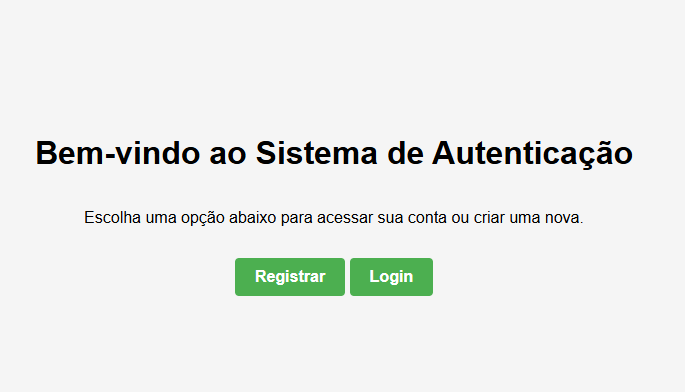 Bem-vindo ao Sistema de Autenticação
Escolha uma opção abaixo para acessar sua conta ou criar uma nova.
Registrar
Login